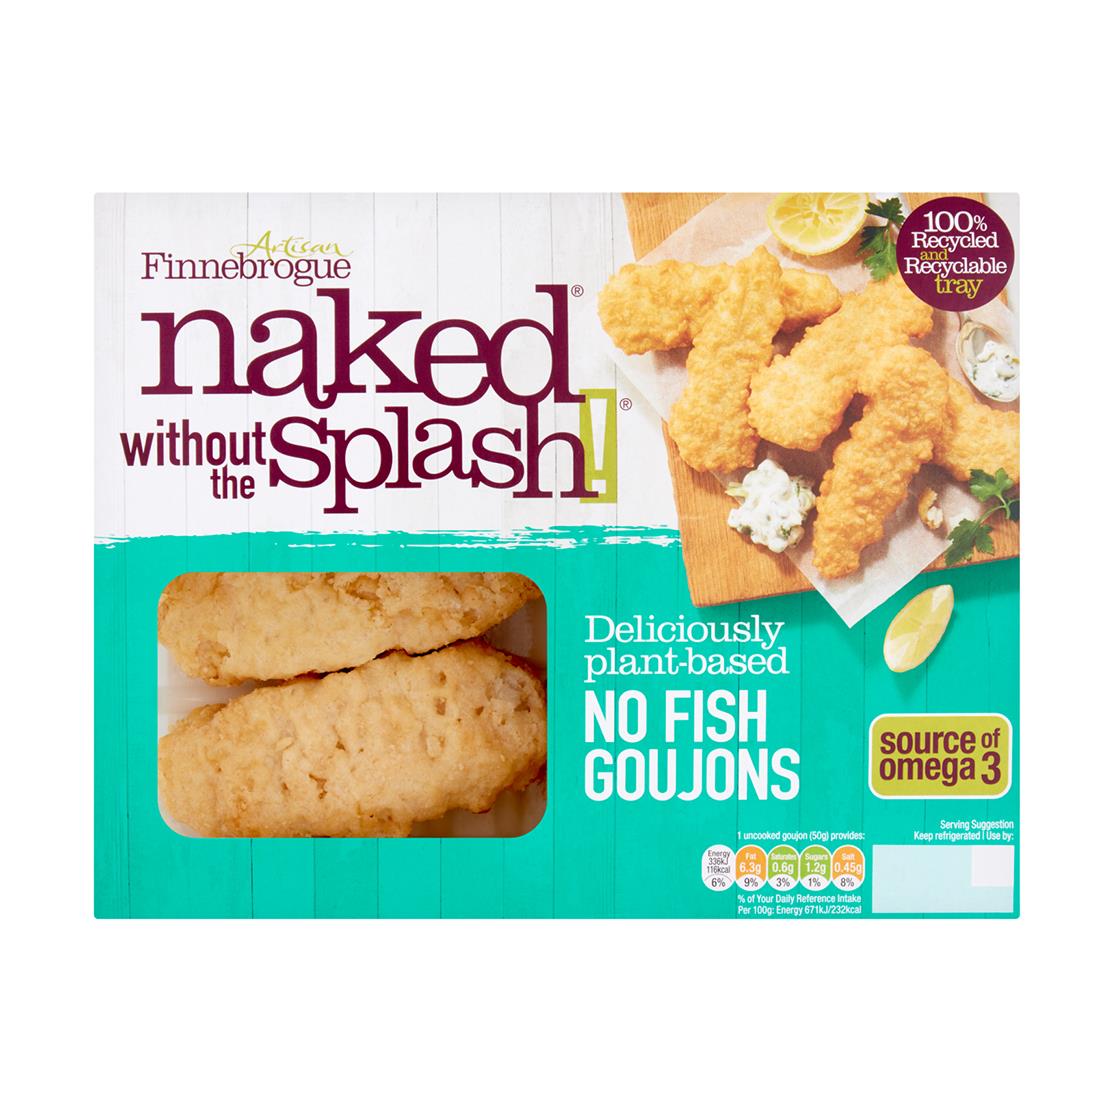 Artisan
Finnebrogue
naked®
without the splash!®
100%
Recycled
and
Recyclable
tray
Deliciously
plant-based
NO FISH
GOUJONS
source of
omega 3
Serving Suggestion
Keep refrigerated | Use by:
1 uncooked goujon (50g) provides:
Energy 336kJ 116kcal 6%
Fat 6.3g 9%
Saturates 0.6g 3%
Sugars 1.2g 1%
Salt 0.45g 8%
% of Your Daily Reference Intake
Per 100g: Energy 671kJ/232kcal